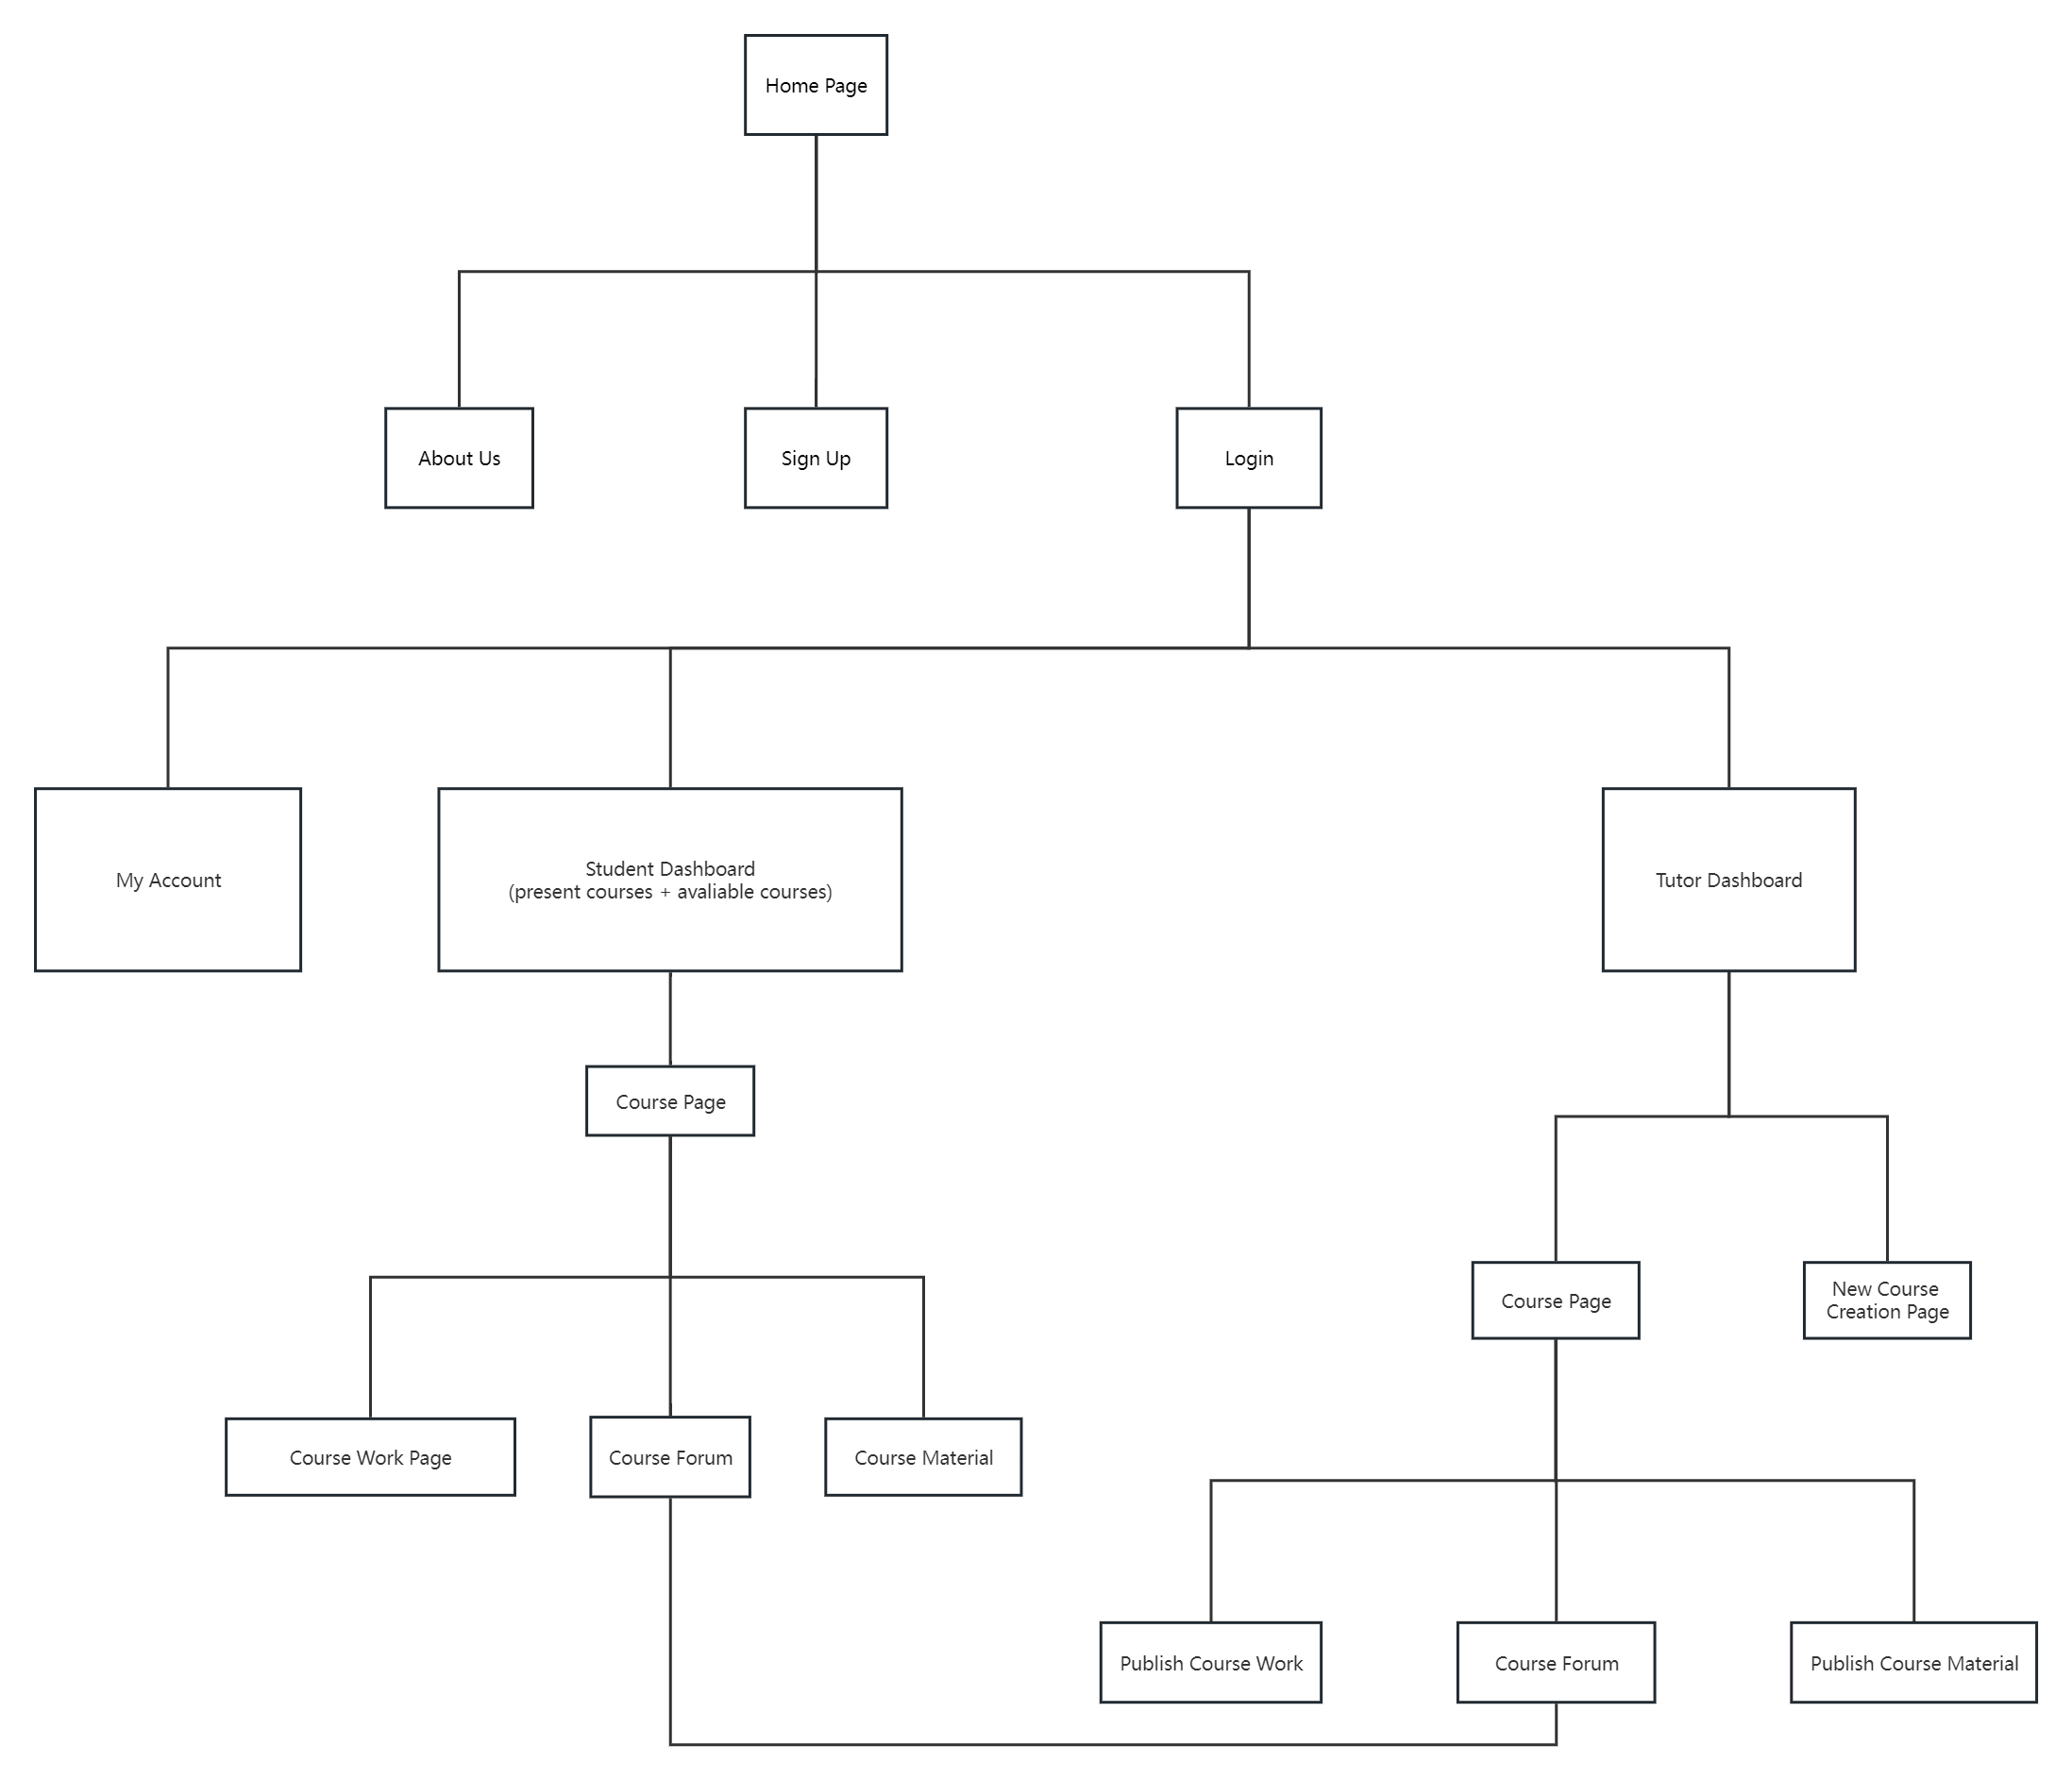 Home Page
About Us
Sign Up
Login
My Account
Student Dashboard
(present courses + avaliable courses)
Tutor Dashboard
Course Page
Course Page
New Course
Creation Page
Course Work Page
Course Forum
Course Material
Publish Course Work
Course Forum
Publish Course Material